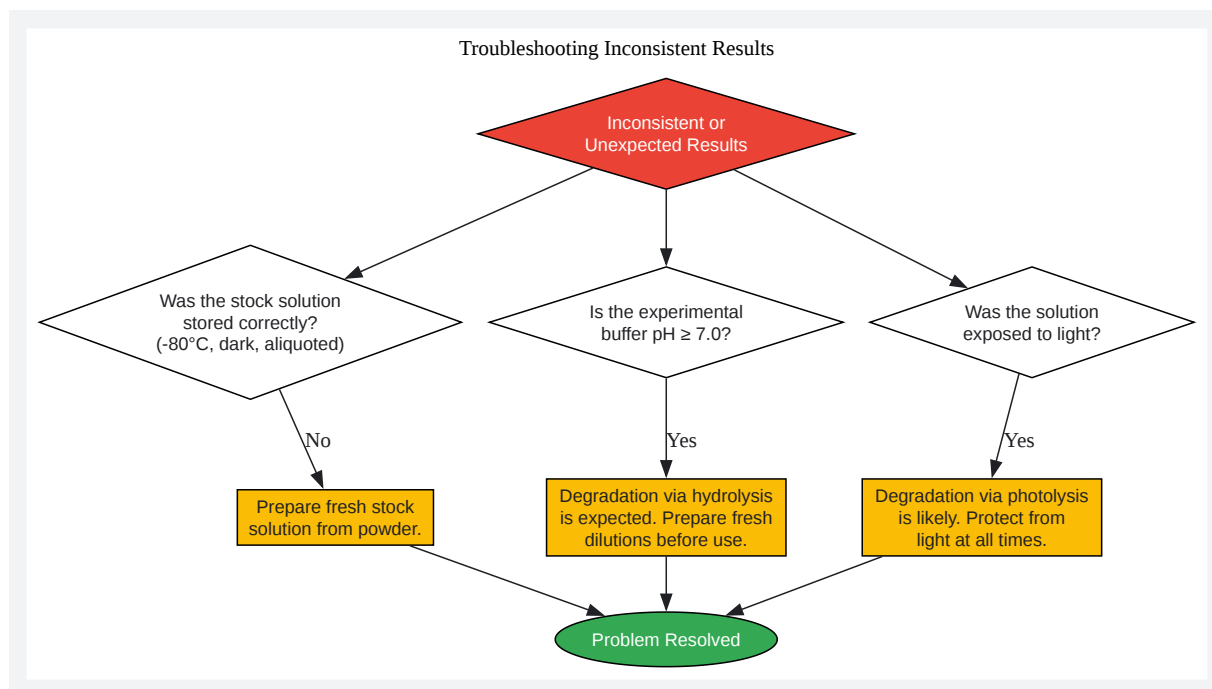 Troubleshooting Inconsistent Results
Inconsistent or
Unexpected Results
Was the stock solution
stored correctly?
(-80°C, dark, aliquoted)
Is the experimental
buffer pH ≥ 7.0?
Was the solution
exposed to light?
No
Yes
Yes
Prepare fresh stock
solution from powder.
Degradation via hydrolysis
is expected. Prepare fresh
dilutions before use.
Degradation via photolysis
is likely. Protect from
light at all times.
Problem Resolved